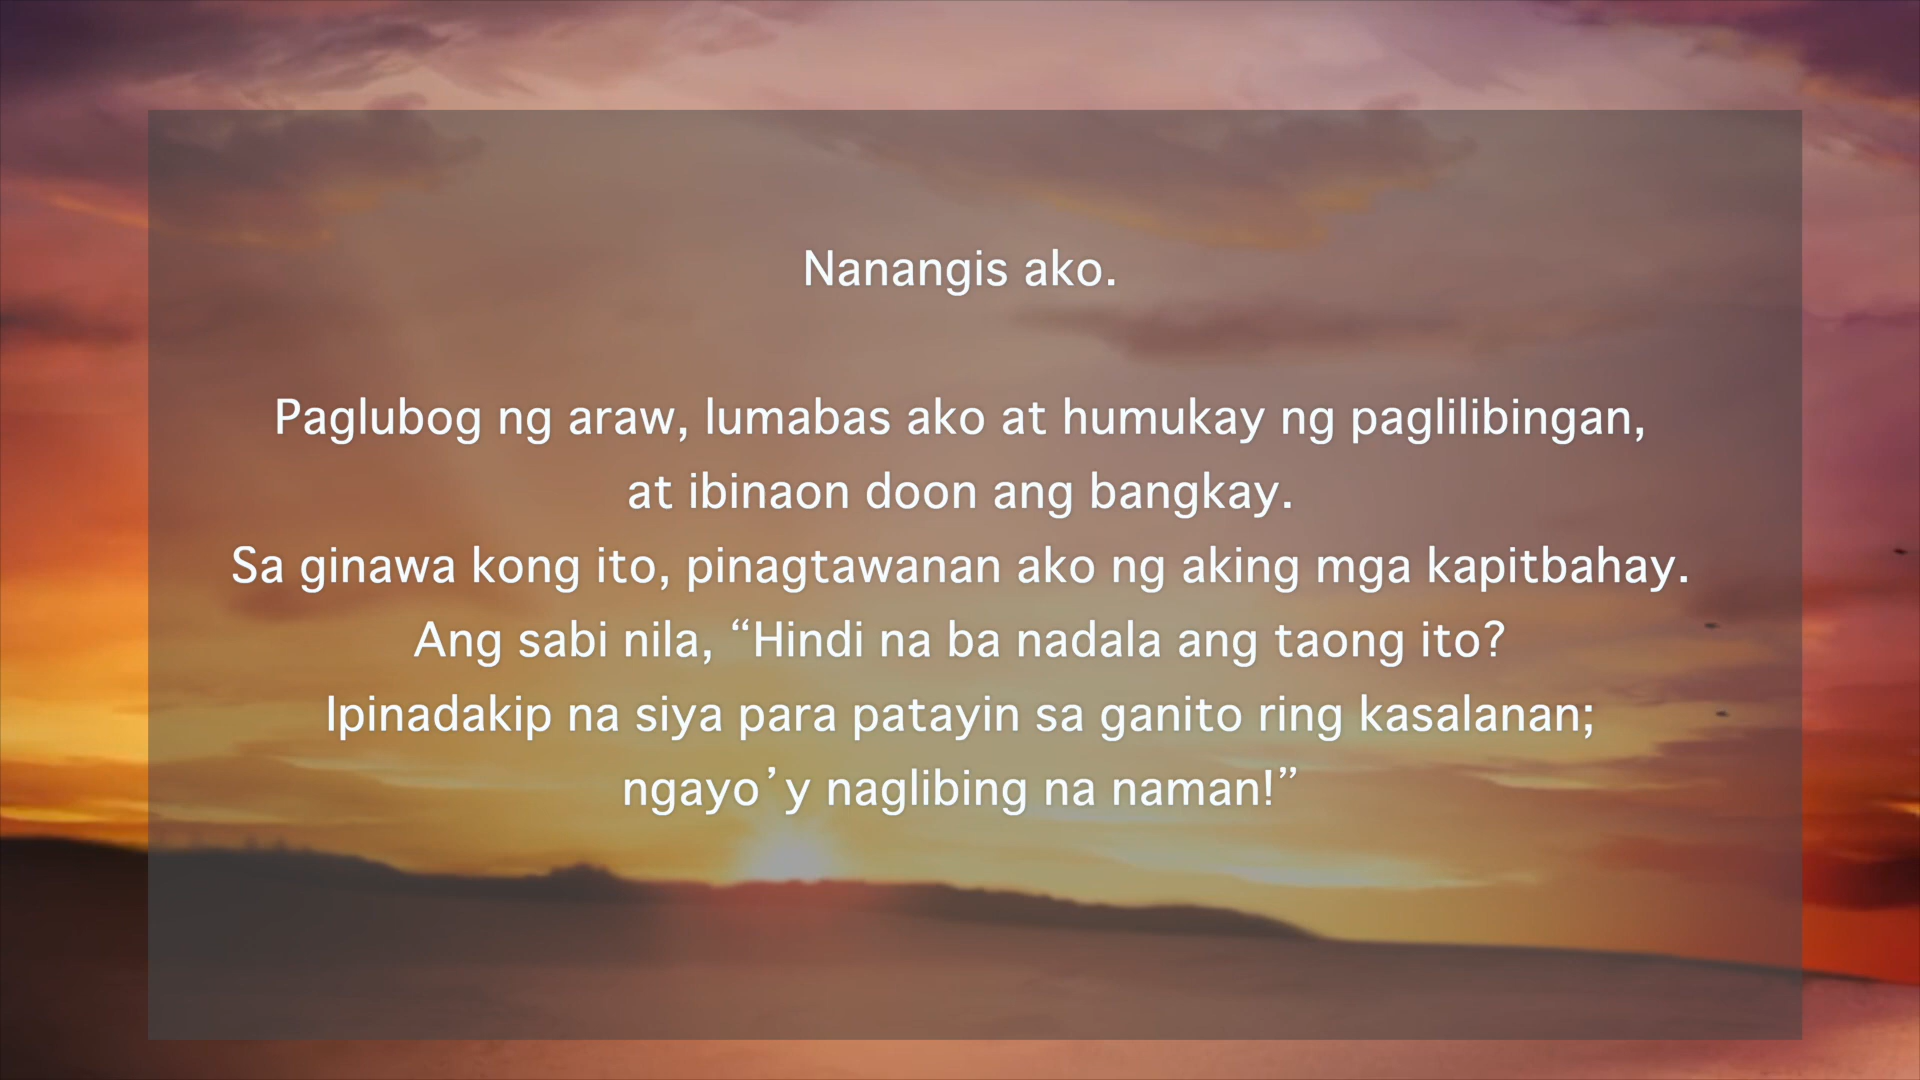 Nanangis ako.
Paglubog ng araw, lumabas ako at humukay ng paglilibingan,
at ibinaon doon ang bangkay.
Sa ginawa kong ito, pinagtawanan ako ng aking mga kapitbahay.
Ang sabi nila, “Hindi na ba nadala ang taong ito?
Ipinadakip na siya para patayin sa ganito ring kasalanan;
ngayo’y naglibing na naman!”